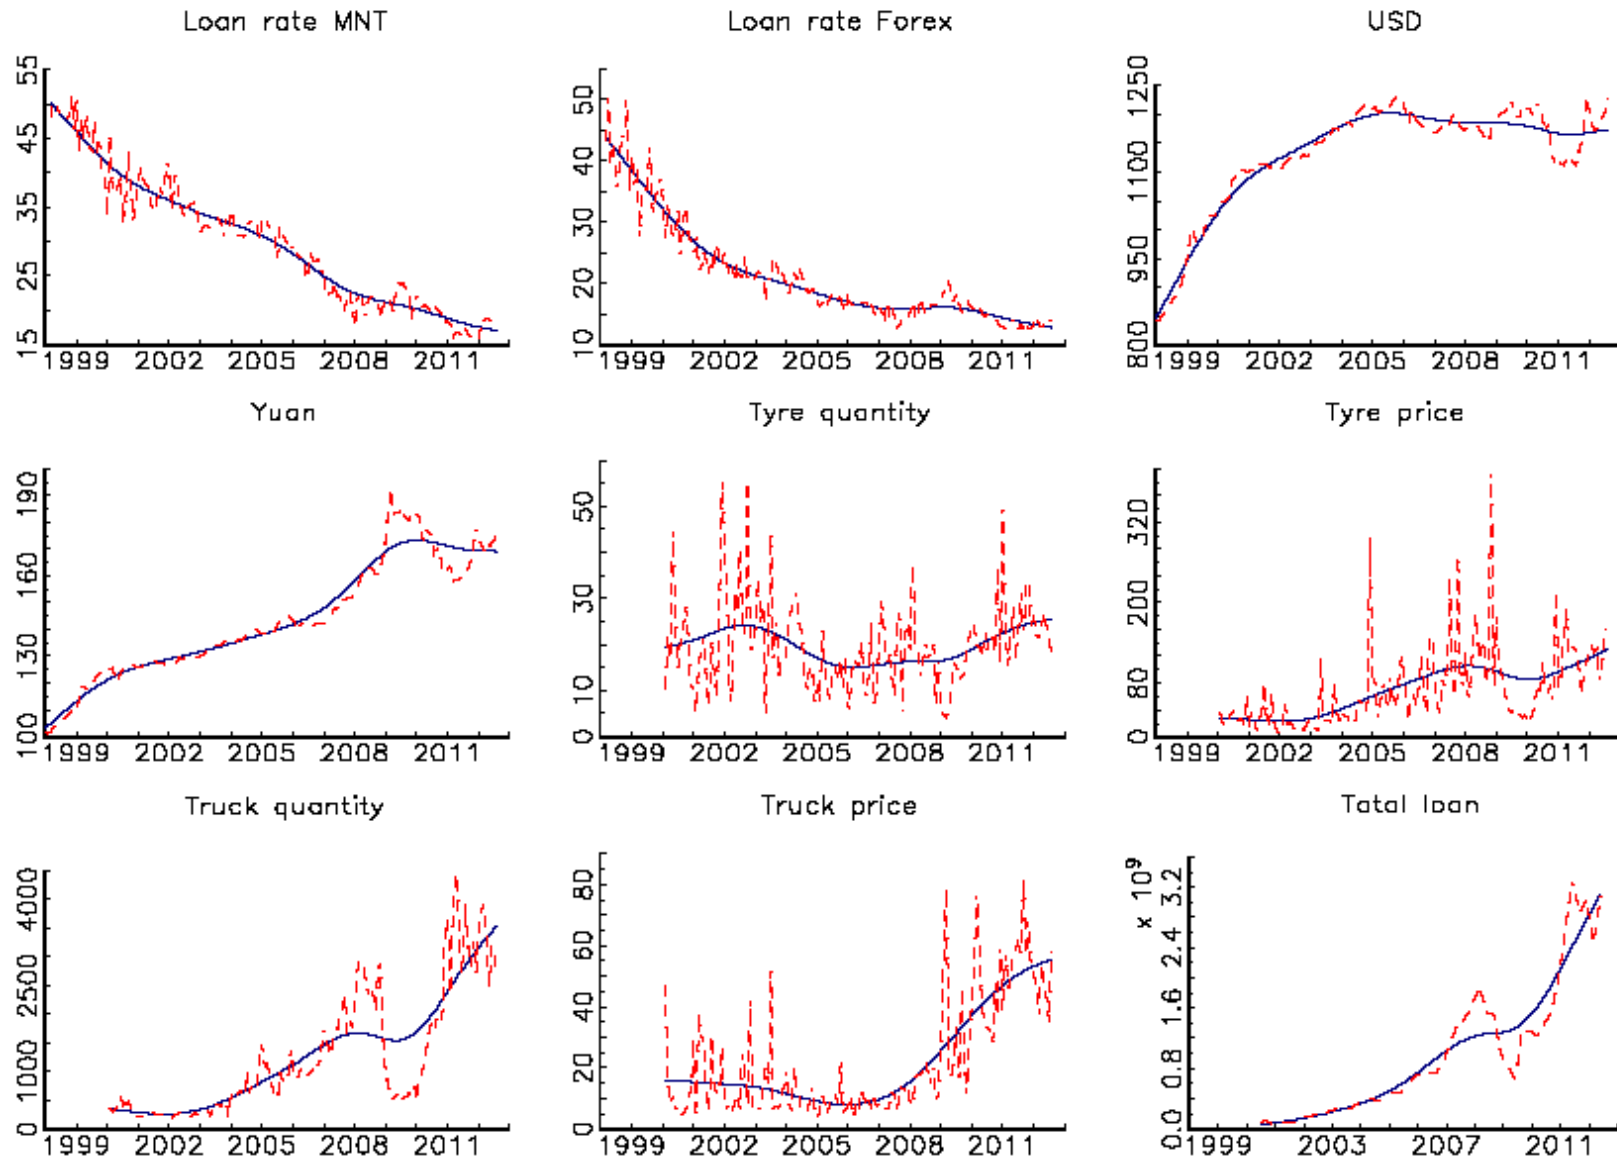 Loan rate MNT
55
45
35
25
15
1999 2002 2005 2008 2011
Loan rate Forex
50
40
30
20
10
1999 2002 2005 2008 2011
USD
1250
1100
950
800
1999 2002 2005 2008 2011
Yuan
190
160
130
100
1999 2002 2005 2008 2011
Tyre quantity
50
30
10
0
1999 2002 2005 2008 2011
Tyre price
320
200
80
0
1999 2002 2005 2008 2011
Truck quantity
4000
2500
1000
0
1999 2002 2005 2008 2011
Truck price
80
60
40
20
0
1999 2002 2005 2008 2011
Tatal loan
x 10⁹
3.2
2.4
1.6
0.8
0.0
1999 2003 2007 2011